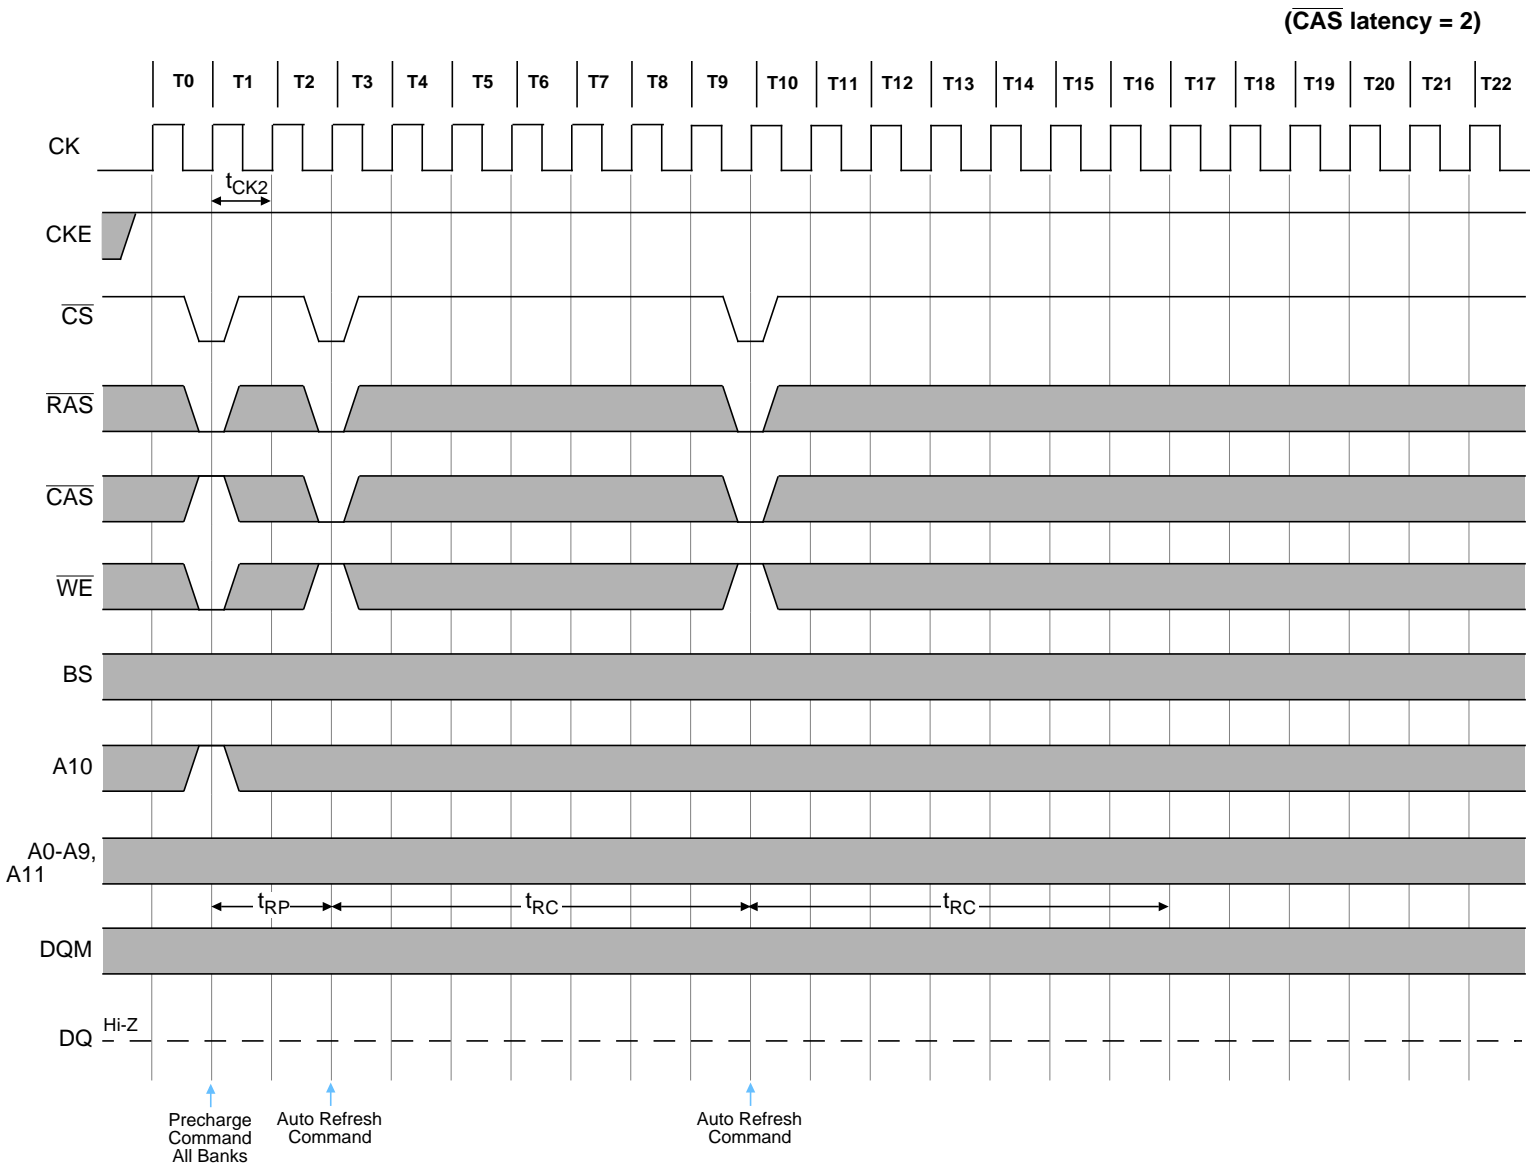 (CAS latency = 2)
T0 T1 T2 T3 T4 T5 T6 T7 T8 T9 T10 T11 T12 T13 T14 T15 T16 T17 T18 T19 T20 T21 T22
CK
tCK2
CKE
CS
RAS
CAS
WE
BS
A10
A0-A9,
A11
tRP tRC tRC
DQM
DQ Hi-Z
Precharge
Command
All Banks
Auto Refresh
Command
Auto Refresh
Command